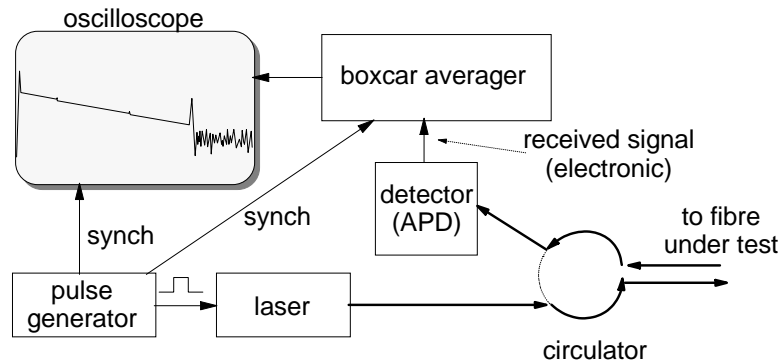 oscilloscope
boxcar averager
received signal
(electronic)
detector
(APD)
synch
synch
to fibre
under test
pulse
generator
laser
circulator